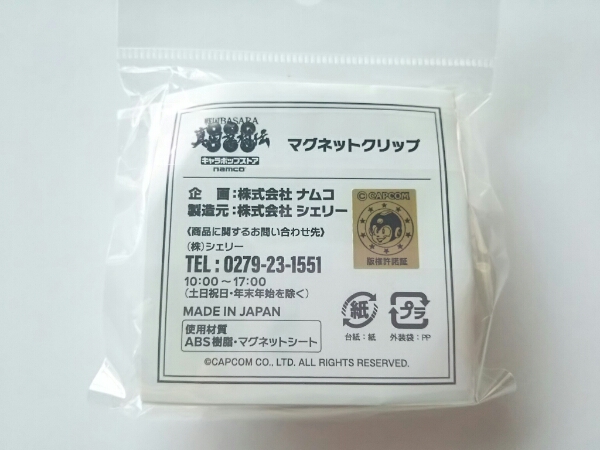 戦国BASARA
真田幸村伝
キャラポップストア
namco
マグネットクリップ
企 画:株式会社 ナムコ
製造元:株式会社 シェリー
《商品に関するお問い合わせ先》
(株)シェリー
TEL:0279-23-1551
10:00～17:00
(土日祝日・年末年始を除く)
MADE IN JAPAN
使用材質
ABS樹脂・マグネットシート
©CAPCOM
版権許諾証
紙
台紙:紙
プラ
外装袋:PP
©CAPCOM CO., LTD. ALL RIGHTS RESERVED.